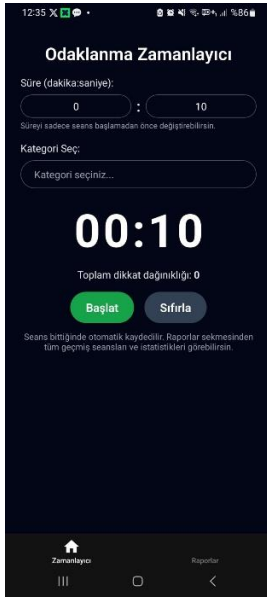 12:35
%86
Odaklanma Zamanlayıcı
Süre (dakika:saniye):
0 : 10
Süreyi sadece seans başlamadan önce değiştirebilirsin.
Kategori Seç:
Kategori seçiniz...
00:10
Toplam dikkat dağınıklığı: 0
Başlat Sıfırla
Seans bittiğinde otomatik kaydedilir. Raporlar sekmesinden
tüm geçmiş seansları ve istatistikleri görebilirsin.
Zamanlayıcı Raporlar